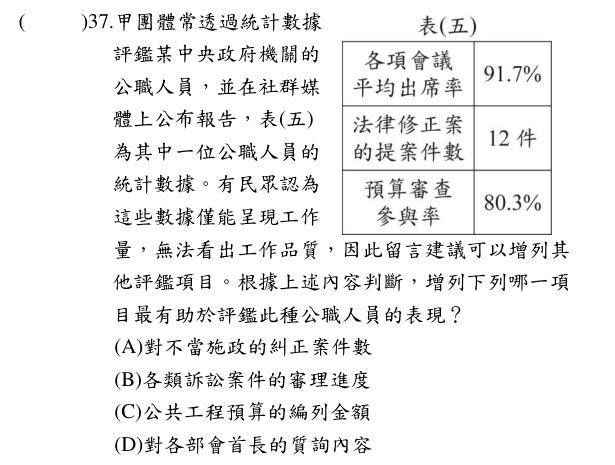 (　　)37.甲團體常透過統計數據
評鑑某中央政府機關的
公職人員，並在社群媒
體上公布報告，表(五)
為其中一位公職人員的
統計數據。有民眾認為
這些數據僅能呈現工作
量，無法看出工作品質，因此留言建議可以增列其
他評鑑項目。根據上述內容判斷，增列下列哪一項
目最有助於評鑑此種公職人員的表現？
表(五)
各項會議
平均出席率 91.7%
法律修正案
的提案件數 12 件
預算審查
參與率 80.3%
(A)對不當施政的糾正案件數
(B)各類訴訟案件的審理進度
(C)公共工程預算的編列金額
(D)對各部會首長的質詢內容